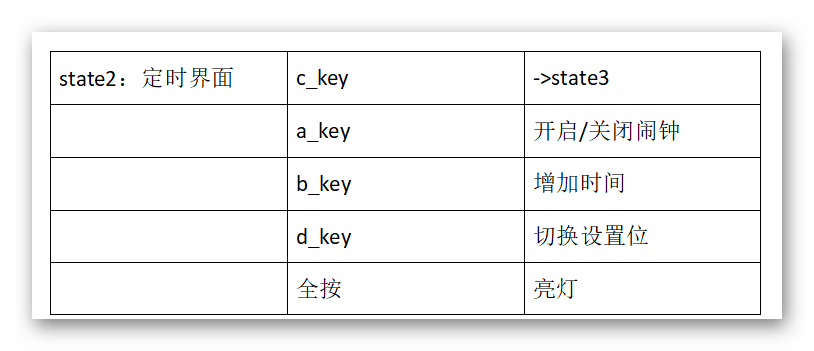 state2：定时界面 c_key ->state3
a_key 开启/关闭闹钟
b_key 增加时间
d_key 切换设置位
全按 亮灯